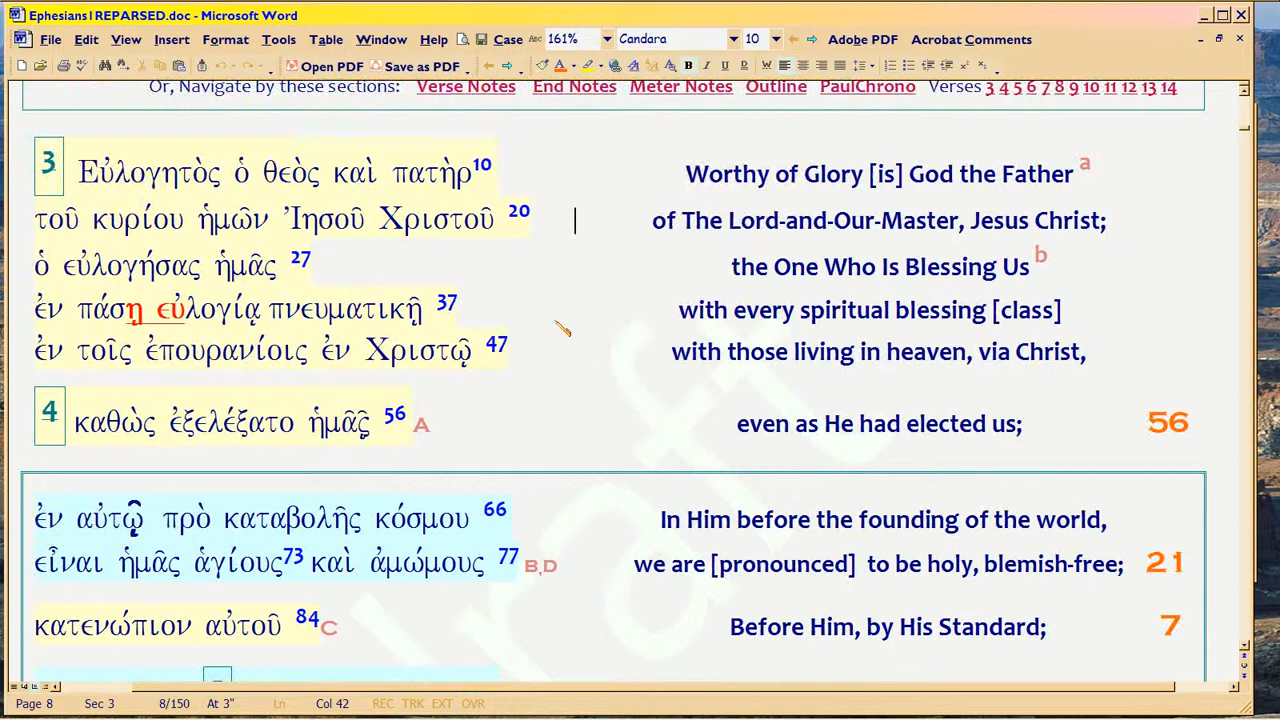 Ephesians1REPARSED.doc - Microsoft Word
File Edit View Insert Format Tools Table Window Help Case 161% Candara 10 Adobe PDF Acrobat Comments
Open PDF Save as PDF
Or, Navigate by these sections: Verse Notes End Notes Meter Notes Outline PaulChrono Verses 3 4 5 6 7 8 9 10 11 12 13 14
3 Εὐλογητὸς ὁ θεὸς καὶ πατὴρ10 Worthy of Glory [is] God the Father a
τοῦ κυρίου ἡμῶν Ἰησοῦ Χριστοῦ 20 of The Lord-and-Our-Master, Jesus Christ;
ὁ εὐλογήσας ἡμᾶς 27 the One Who Is Blessing Us b
ἐν πάσῃ εὐλογίᾳ πνευματικῇ 37 with every spiritual blessing [class]
ἐν τοῖς ἐπουρανίοις ἐν Χριστῷ 47 with those living in heaven, via Christ,
4 καθὼς ἐξελέξατο ἡμᾶς 56 A even as He had elected us; 56
ἐν αὐτῷ πρὸ καταβολῆς κόσμου 66 In Him before the founding of the world,
εἶναι ἡμᾶς ἁγίους73 καὶ ἀμώμους 77 B,D we are [pronounced] to be holy, blemish-free; 21
κατενώπιον αὐτοῦ 84 C Before Him, by His Standard; 7
Page 8 Sec 3 8/150 At 3" Ln Col 42 REC TRK EXT OVR